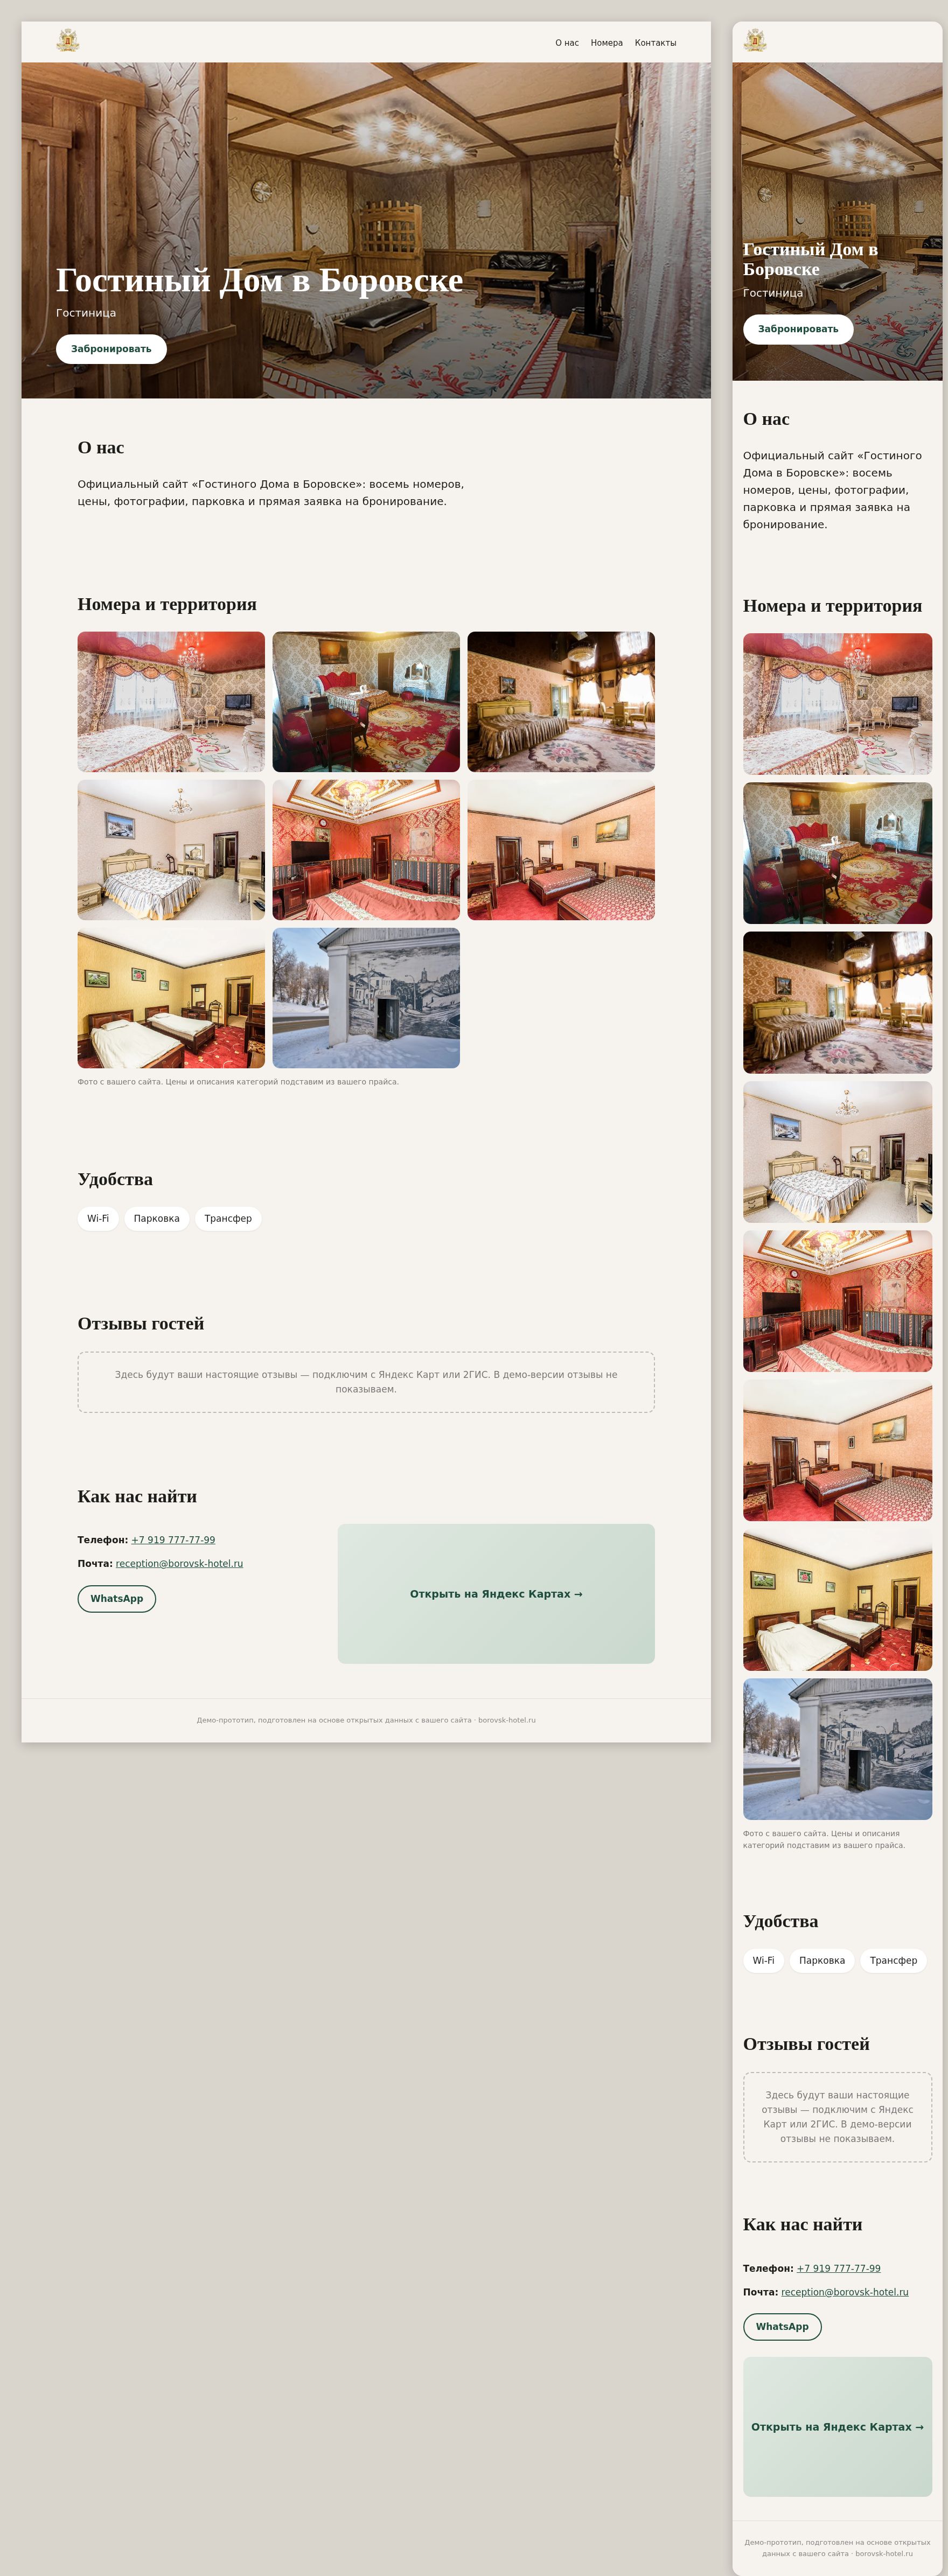 О нас
Номера
Контакты
Гостиный Дом в Боровске
Гостиница
Забронировать
О нас
Официальный сайт «Гостиного Дома в Боровске»: восемь номеров,
цены, фотографии, парковка и прямая заявка на бронирование.
Номера и территория
Фото с вашего сайта. Цены и описания категорий подставим из вашего прайса.
Удобства
Wi-Fi
Парковка
Трансфер
Отзывы гостей
Здесь будут ваши настоящие отзывы — подключим с Яндекс Карт или 2ГИС. В демо-версии отзывы не
показываем.
Как нас найти
Телефон: +7 919 777-77-99
Почта: reception@borovsk-hotel.ru
WhatsApp
Открыть на Яндекс Картах →
Демо-прототип, подготовлен на основе открытых данных с вашего сайта · borovsk-hotel.ru
Гостиный Дом в
Боровске
Гостиница
Забронировать
О нас
Официальный сайт «Гостиного
Дома в Боровске»: восемь
номеров, цены, фотографии,
парковка и прямая заявка на
бронирование.
Номера и территория
Фото с вашего сайта. Цены и описания
категорий подставим из вашего прайса.
Удобства
Wi-Fi
Парковка
Трансфер
Отзывы гостей
Здесь будут ваши настоящие
отзывы — подключим с Яндекс
Карт или 2ГИС. В демо-версии
отзывы не показываем.
Как нас найти
Телефон: +7 919 777-77-99
Почта: reception@borovsk-hotel.ru
WhatsApp
Открыть на Яндекс Картах →
Демо-прототип, подготовлен на основе открытых
данных с вашего сайта · borovsk-hotel.ru